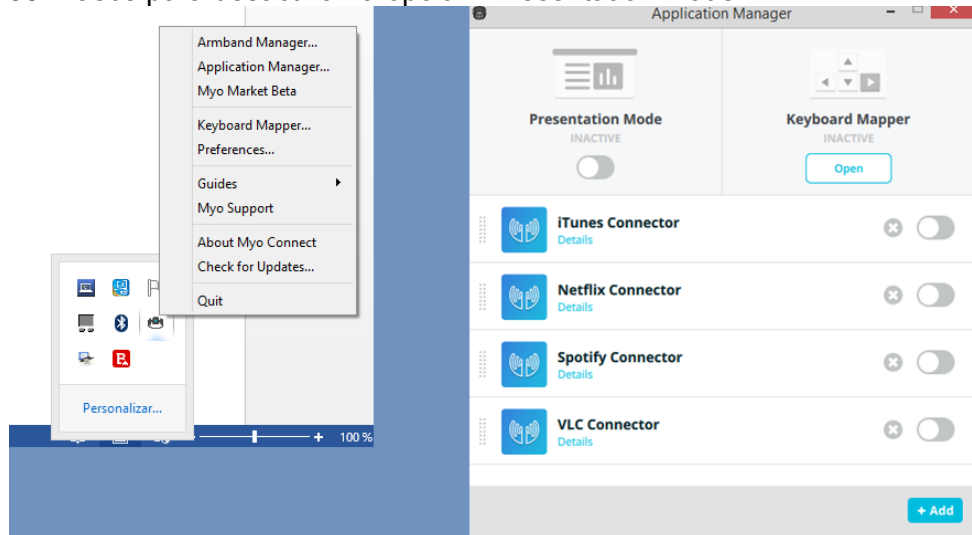 Application Manager
Armband Manager...
Application Manager...
Myo Market Beta
Keyboard Mapper...
Preferences...
Guides
Myo Support
About Myo Connect
Check for Updates...
Quit
Personalizar...
100 %
Presentation Mode
INACTIVE
Keyboard Mapper
INACTIVE
Open
iTunes Connector
Details
Netflix Connector
Details
Spotify Connector
Details
VLC Connector
Details
+ Add